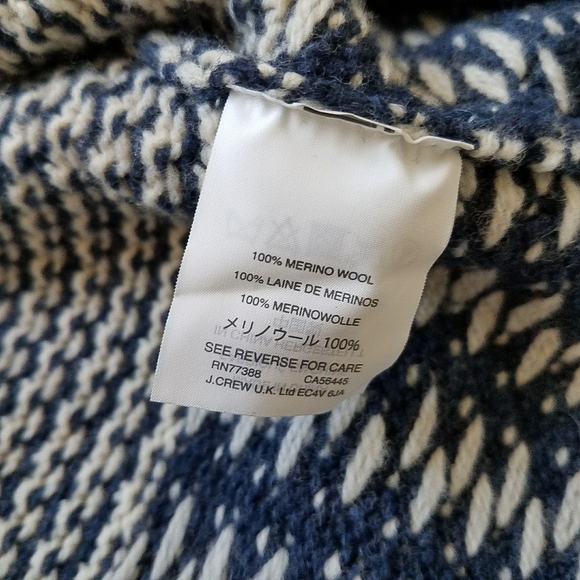 100% MERINO WOOL
100% LAINE DE MERINOS
100% MERINOWOLLE
メリノウール 100%
SEE REVERSE FOR CARE
RN77388 CA56445
J.CREW U.K. Ltd EC4V 6JA